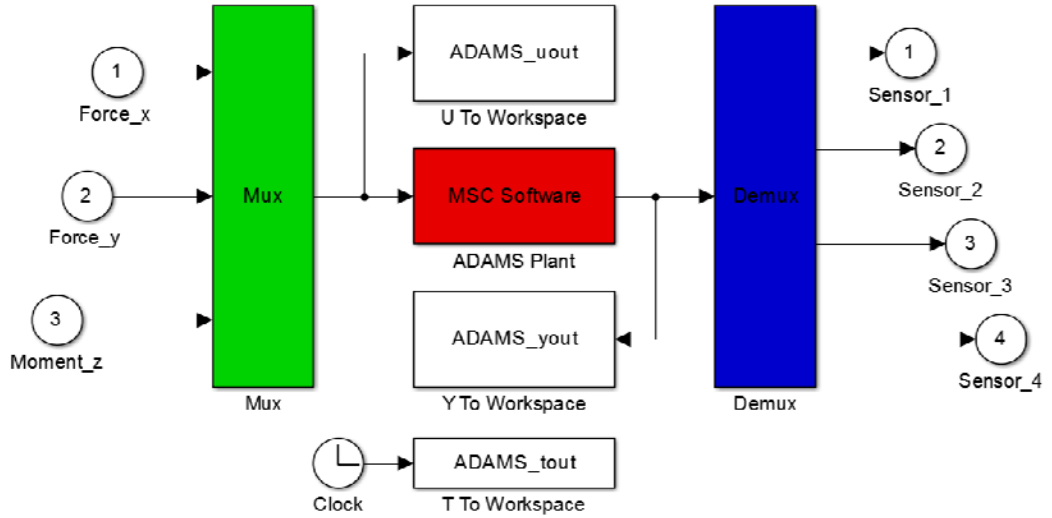 1
Force_x
2
Force_y
3
Moment_z
Mux
Mux
ADAMS_uout
U To Workspace
MSC Software
ADAMS Plant
ADAMS_yout
Y To Workspace
Clock
ADAMS_tout
T To Workspace
Demux
Demux
1
Sensor_1
2
Sensor_2
3
Sensor_3
4
Sensor_4